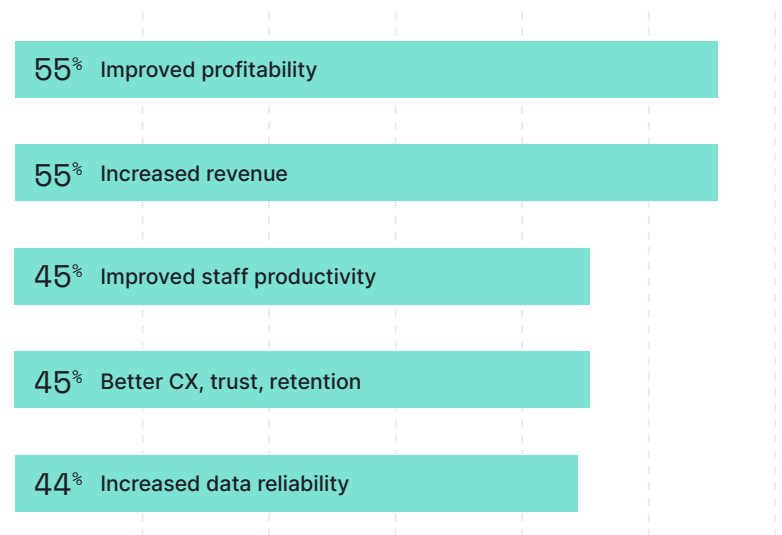 55% Improved profitability
55% Increased revenue
45% Improved staff productivity
45% Better CX, trust, retention
44% Increased data reliability